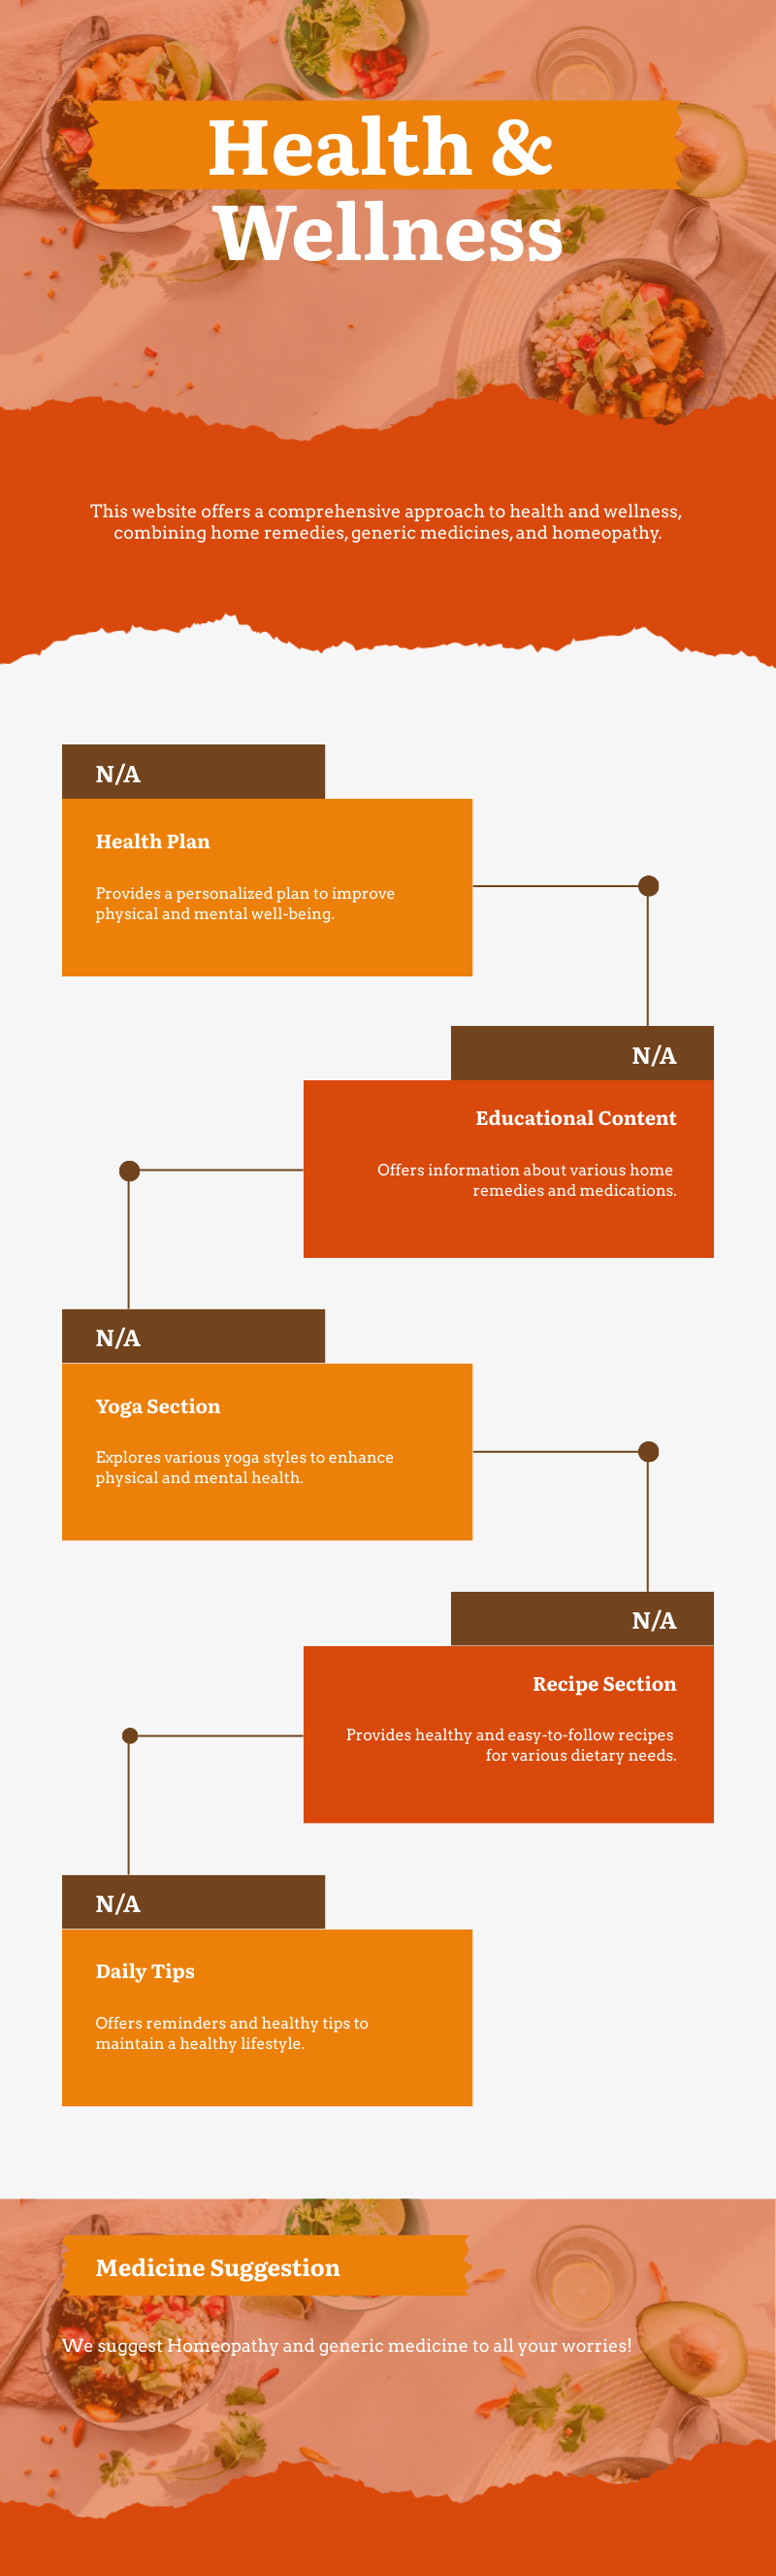 Health &
Wellness
This website offers a comprehensive approach to health and wellness,
combining home remedies, generic medicines, and homeopathy.
N/A
Health Plan
Provides a personalized plan to improve
physical and mental well-being.
N/A
Educational Content
Offers information about various home
remedies and medications.
N/A
Yoga Section
Explores various yoga styles to enhance
physical and mental health.
N/A
Recipe Section
Provides healthy and easy-to-follow recipes
for various dietary needs.
N/A
Daily Tips
Offers reminders and healthy tips to
maintain a healthy lifestyle.
Medicine Suggestion
We suggest Homeopathy and generic medicine to all your worries!